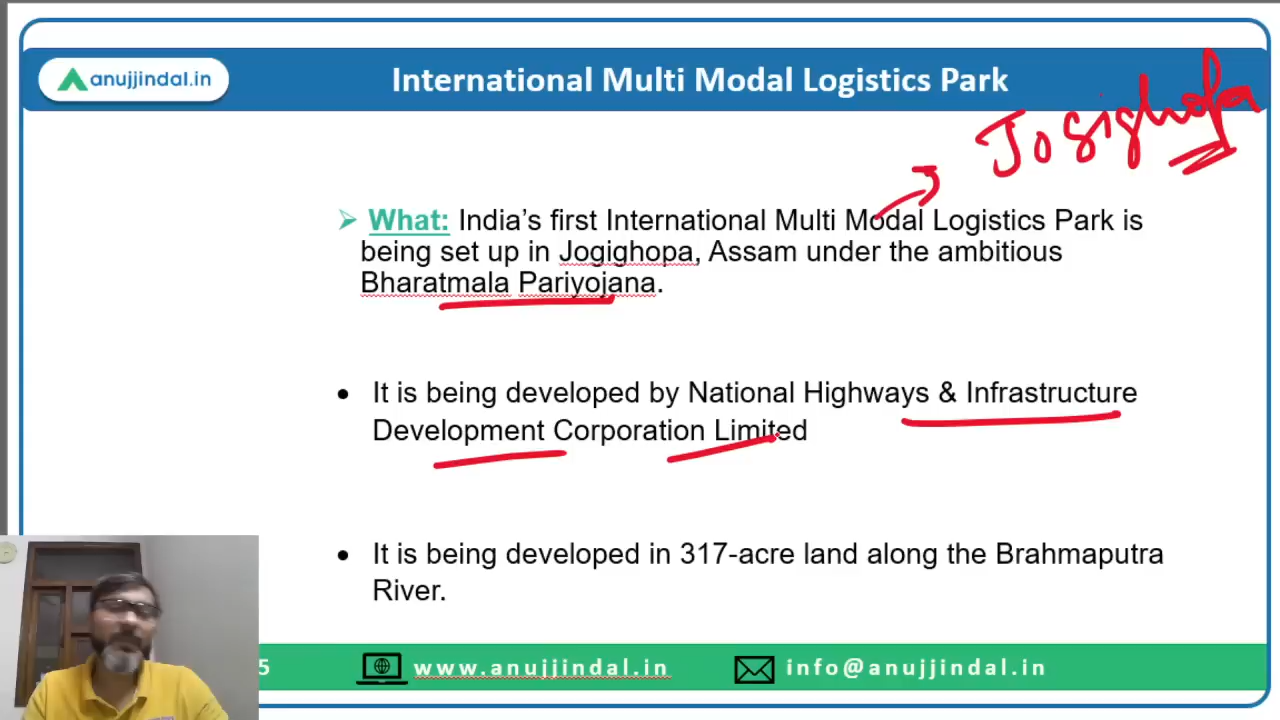 anujjindal.in
International Multi Modal Logistics Park
Josighofa
➢ What: India's first International Multi Modal Logistics Park is
being set up in Jogighopa, Assam under the ambitious
Bharatmala Pariyojana.
• It is being developed by National Highways & Infrastructure
Development Corporation Limited
• It is being developed in 317-acre land along the Brahmaputra
River.
5
www.anujjindal.in
info@anujjindal.in